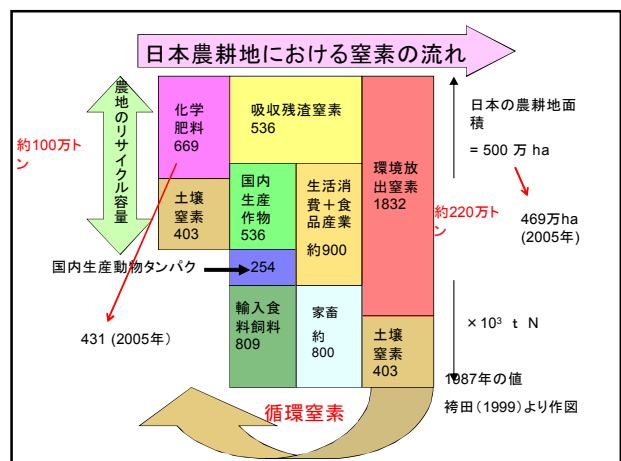 日本農耕地における窒素の流れ
農地のリサイクル容量
約100万ト
ン
化学
肥料
669
土壌
窒素
403
吸収残渣窒素
536
国内
生産
作物
536
生活消
費＋食
品産業
約900
環境放
出窒素
1832
日本の農耕地面
積
= 500 万 ha
約220万ト
ン
469万ha
(2005年)
国内生産動物タンパク
254
431 (2005年)
輸入食
料飼料
809
家畜
約
800
土壌
窒素
403
×10³ t N
1987年の値
袴田(1999)より作図
循環窒素